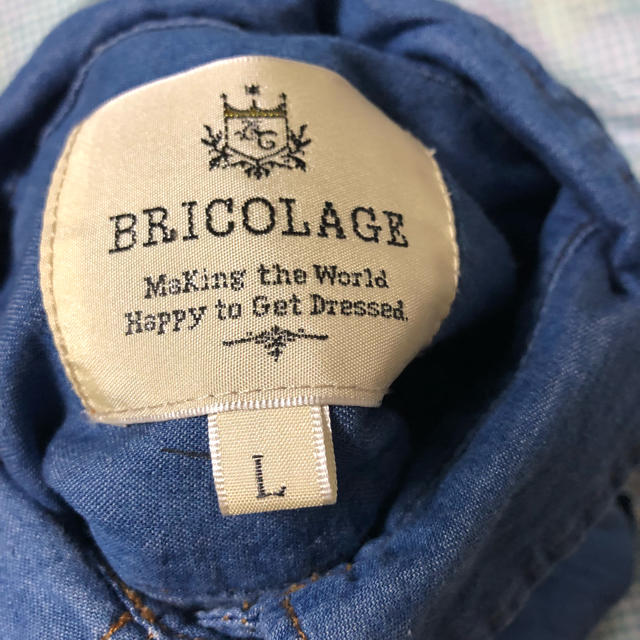 BRICOLAGE
Making the World
Happy to Get Dressed.
L